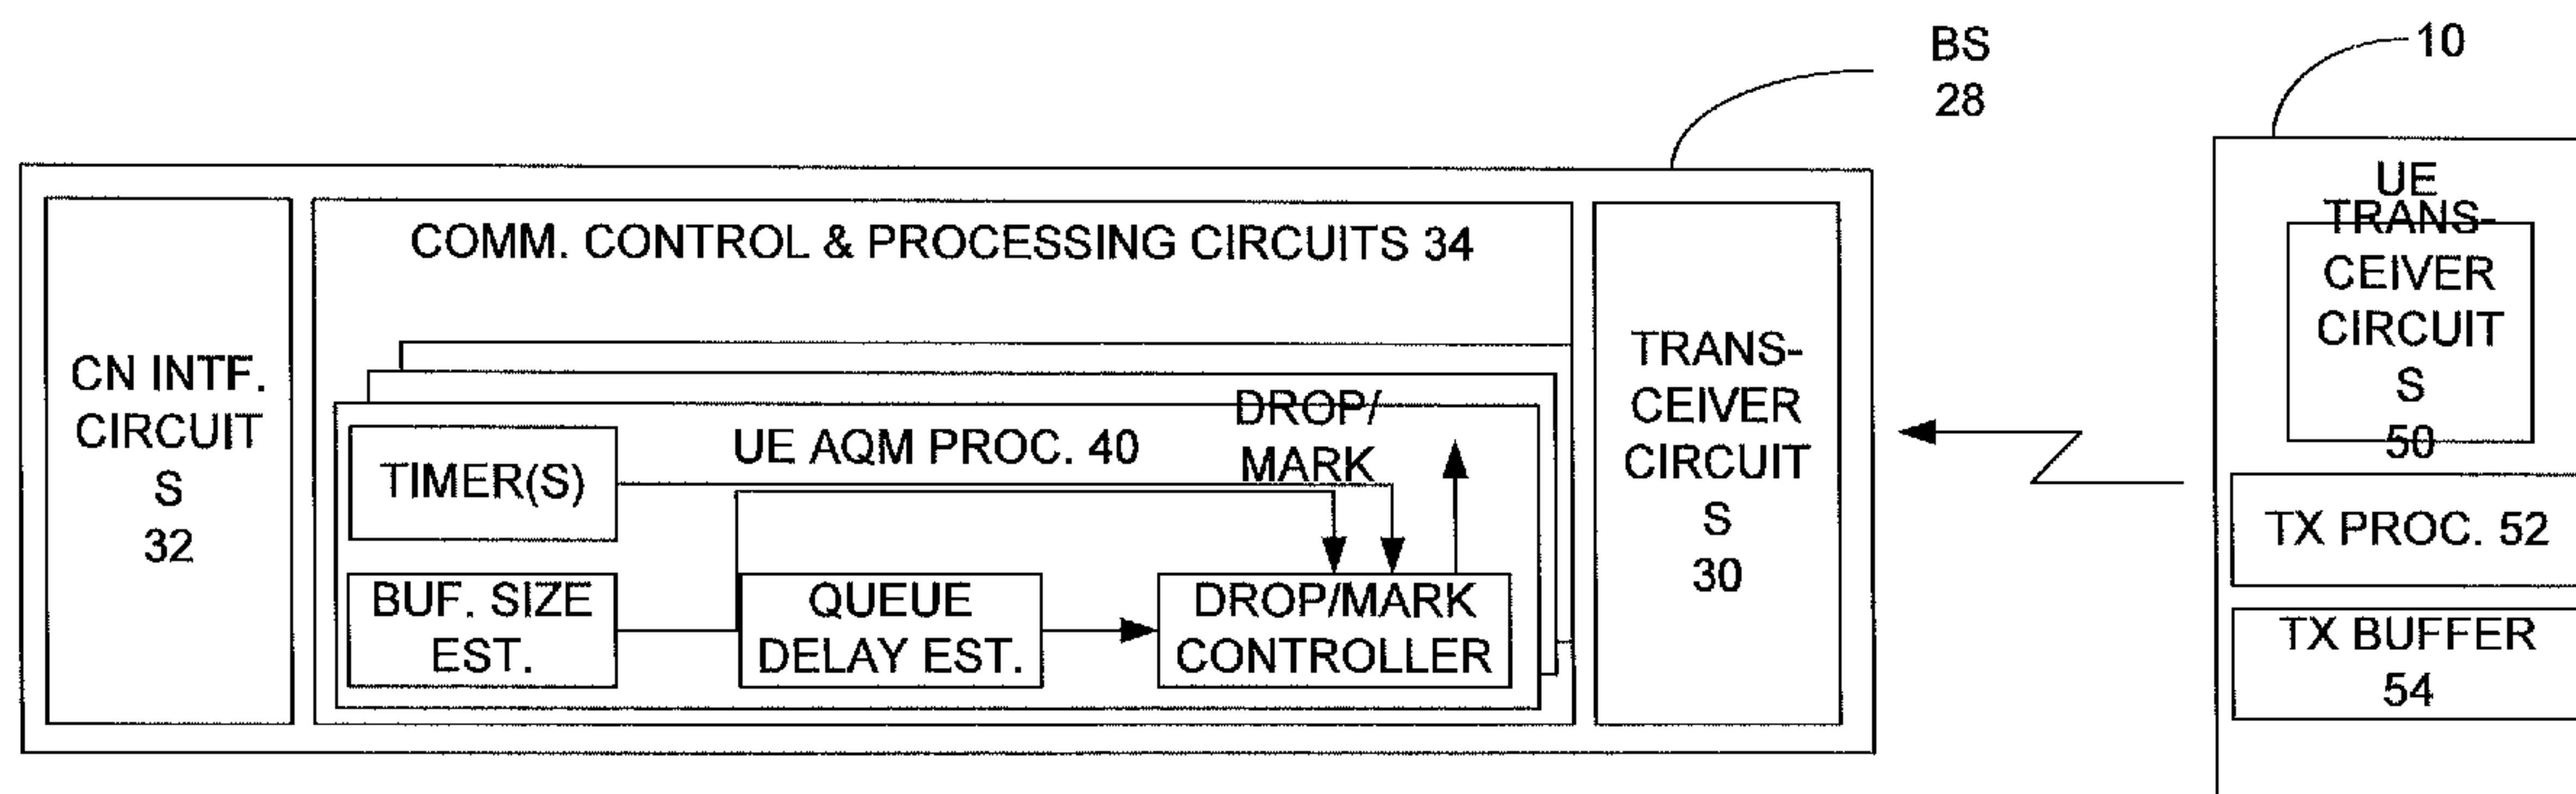 BS
28
10
CN INTF.
CIRCUIT
S
32
COMM. CONTROL & PROCESSING CIRCUITS 34
UE AQM PROC. 40
DROP/
MARK
TIMER(S)
BUF. SIZE
EST.
QUEUE
DELAY EST.
DROP/MARK
CONTROLLER
TRANS-
CEIVER
CIRCUIT
S
30
UE
TRANS-
CEIVER
CIRCUIT
S
50
TX PROC. 52
TX BUFFER
54